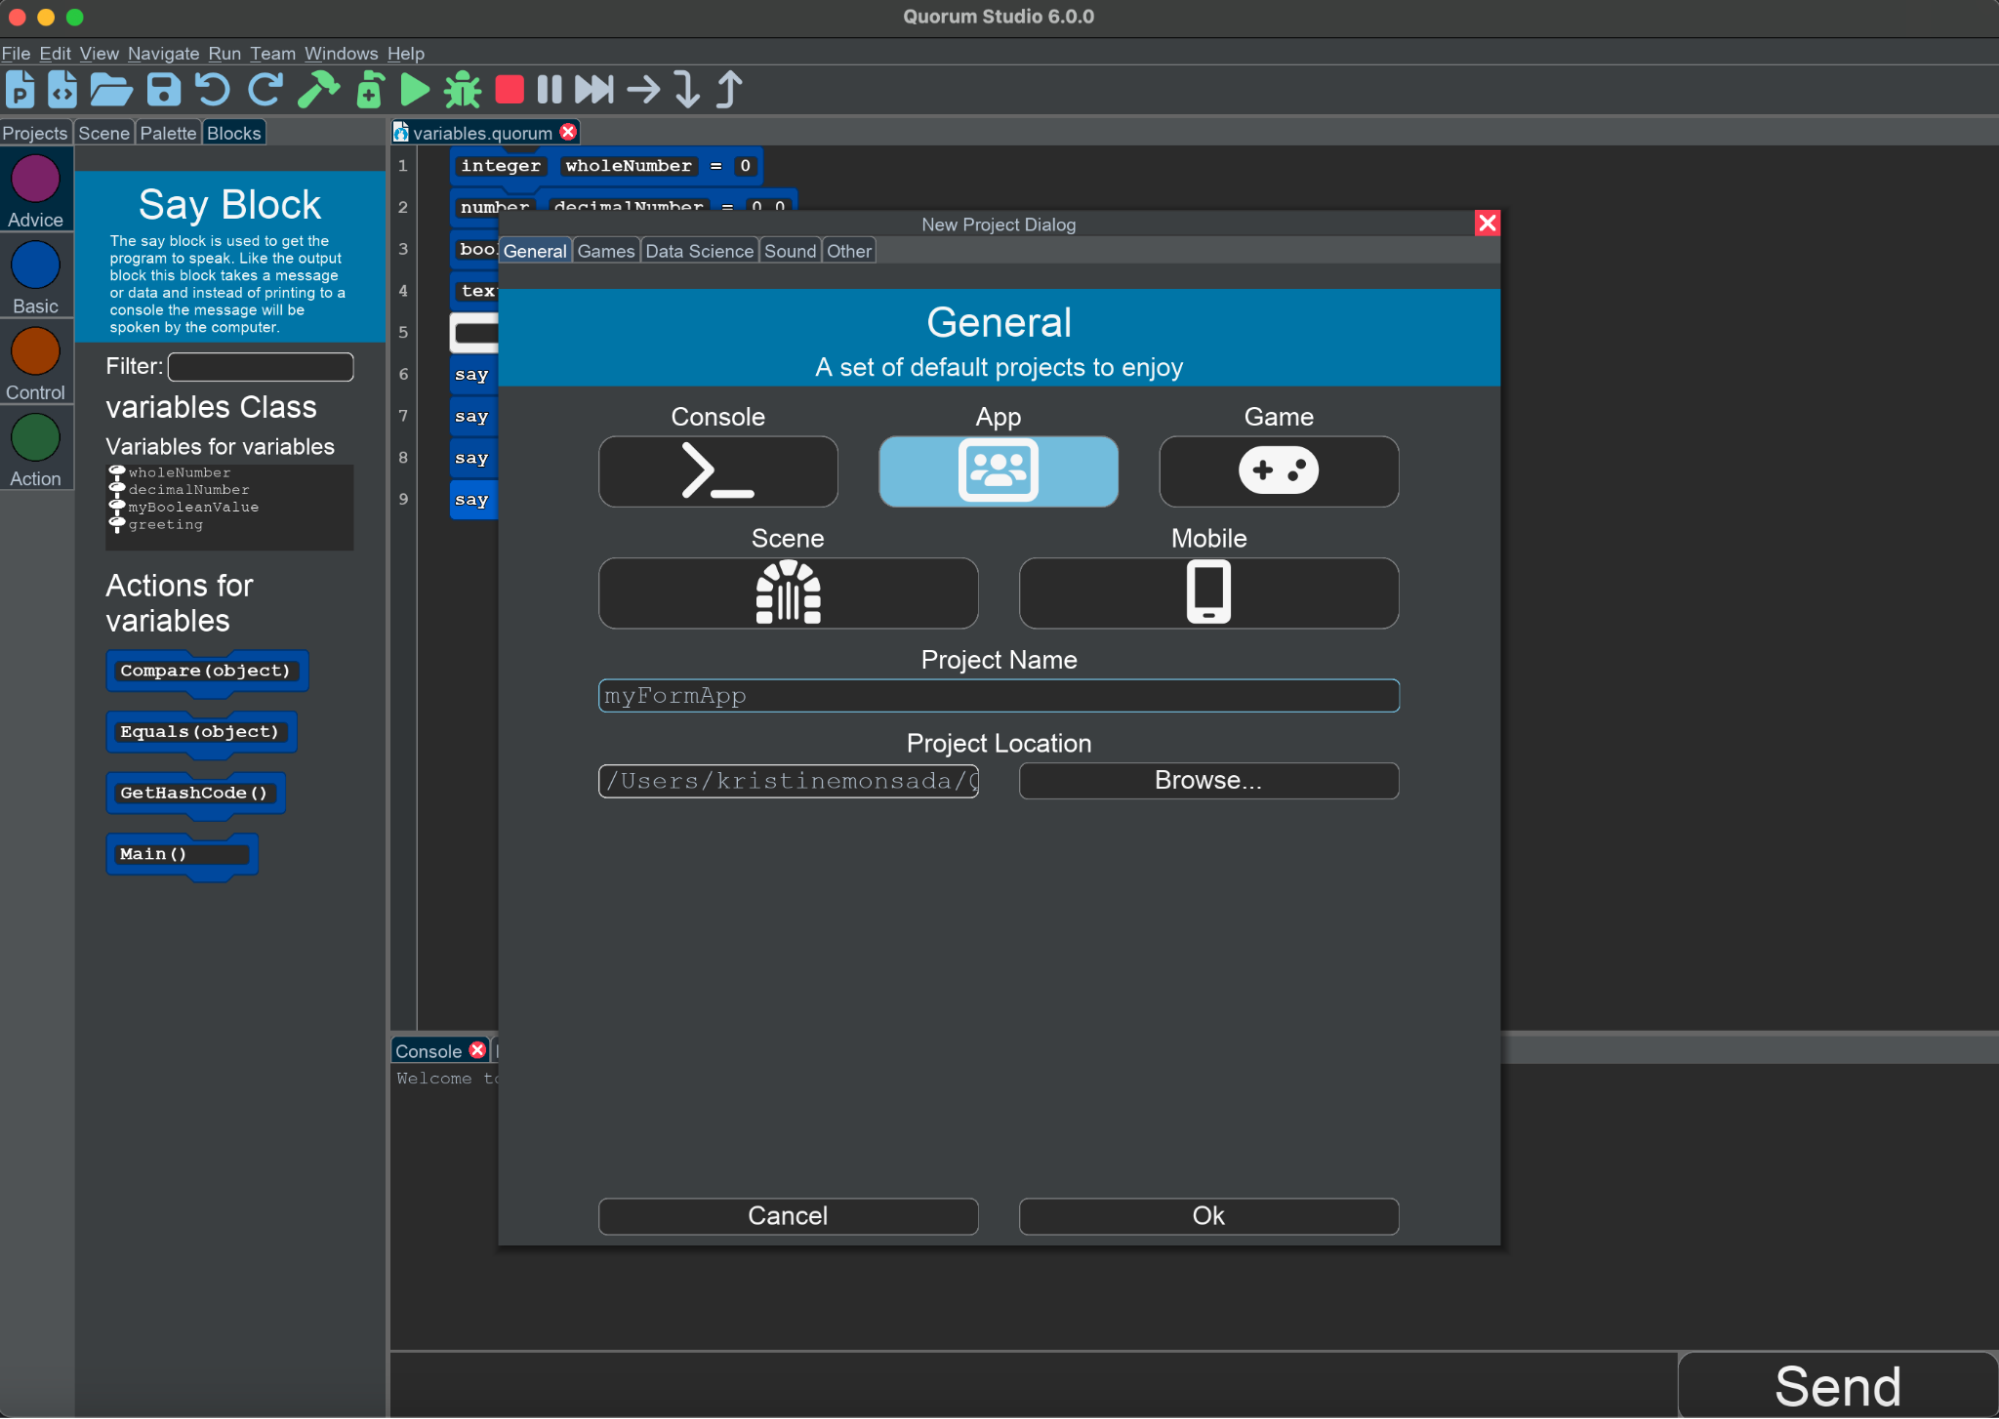 Quorum Studio 6.0.0
File Edit View Navigate Run Team Windows Help
Projects Scene Palette Blocks
variables.quorum
Advice
Basic
Control
Action
Say Block
The say block is used to get the
program to speak. Like the output
block this block takes a message
or data and instead of printing to a
console the message will be
spoken by the computer.
Filter:
variables Class
Variables for variables
wholeNumber
decimalNumber
myBooleanValue
greeting
Actions for
variables
Compare(object)
Equals(object)
GetHashCode()
Main()
1 integer wholeNumber = 0
2 number decimalNumber = 0.0
3
4
5
6 say
7 say
8 say
9 say
New Project Dialog
General Games Data Science Sound Other
General
A set of default projects to enjoy
Console App Game
Scene Mobile
Project Name
myFormApp
Project Location
/Users/kristinemonsada/
Browse...
Cancel Ok
Console
Welcome
Send